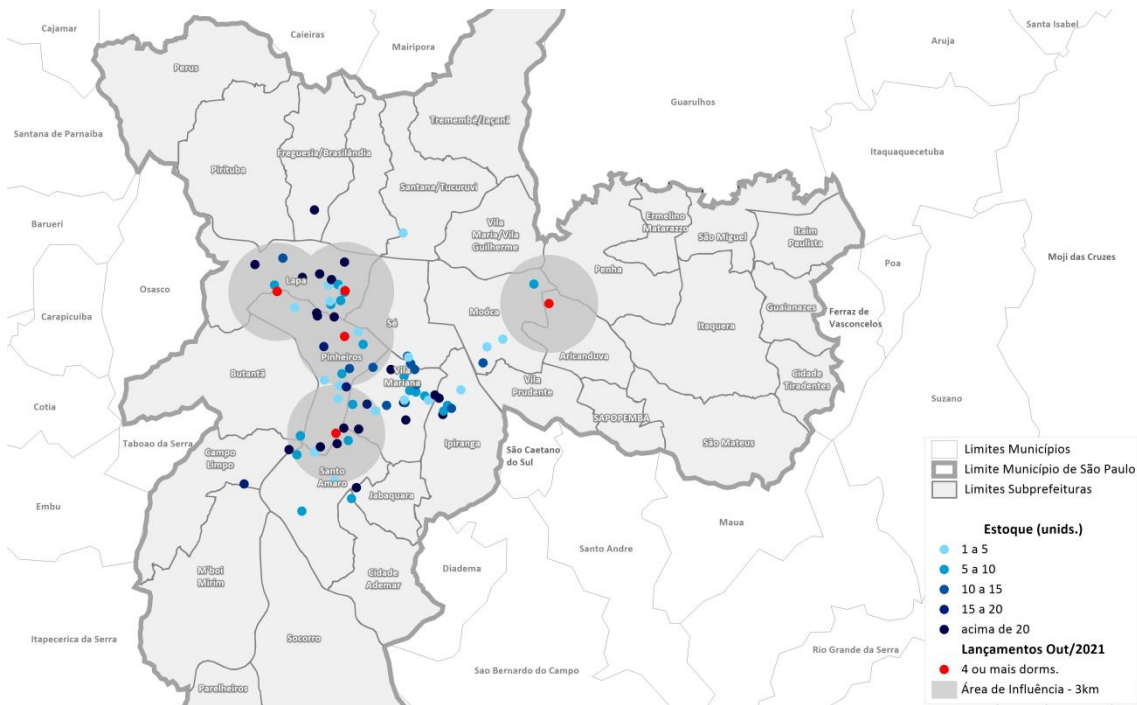 Cajamar
Caieiras
Mairipora
Santa Isabel
Aruja
Perus
Guarulhos
Santana de Parnaiba
Tremembé/Jaçanã
Freguesia/Brasilândia
Itaquaquecetuba
Pirituba
Santana/Tucuruvi
Barueri
Vila
Maria/Vila
Guilherme
Ermelino
Matarazzo
São Miguel
Itaim
Paulista
Poa
Moji das Cruzes
Penha
Osasco
Lapa
Carapicuiba
Sé
Moóca
Itaquera
Guaianazes
Ferraz de
Vasconcelos
Pinheiros
Aricanduva
Butantã
Vila
Mariana
Vila
Prudente
Cidade
Tiradentes
Cotia
Taboao da Serra
SAPOPEMBA
Suzano
Ipiranga
São Caetano
do Sul
São Mateus
Campo
Limpo
Santo
Amaro
Jabaquara
Embu
Maua
Santo Andre
Diadema
M'boi
Mirim
Cidade
Ademar
Itapecerica da Serra
Socorro
Sao Bernardo do Campo
Rio Grande da Serra
Parelheiros
Limites Municípios
Limite Município de São Paulo
Limites Subprefeituras
Estoque (unids.)
1 a 5
5 a 10
10 a 15
15 a 20
acima de 20
Lançamentos Out/2021
4 ou mais dorms.
Área de Influência - 3km